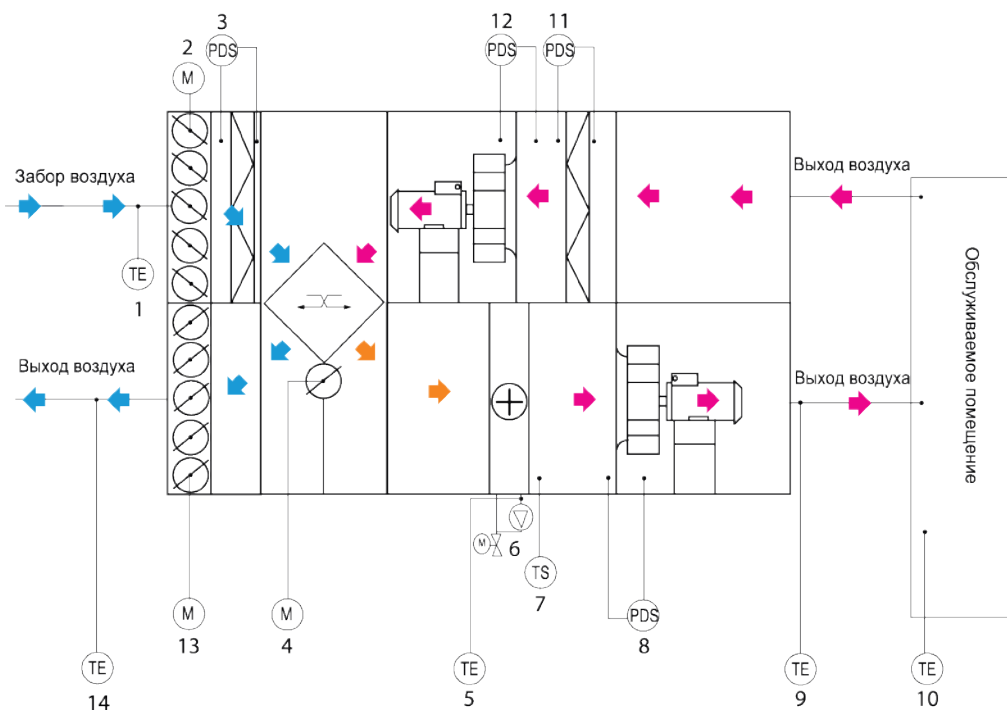 3
12
11
2
PDS
PDS
PDS
M
Забор воздуха
Выход воздуха
TE
1
Обслуживаемое помещение
Выход воздуха
Выход воздуха
M
6
TS
7
M
13
M
4
PDS
8
TE
14
TE
5
TE
9
TE
10